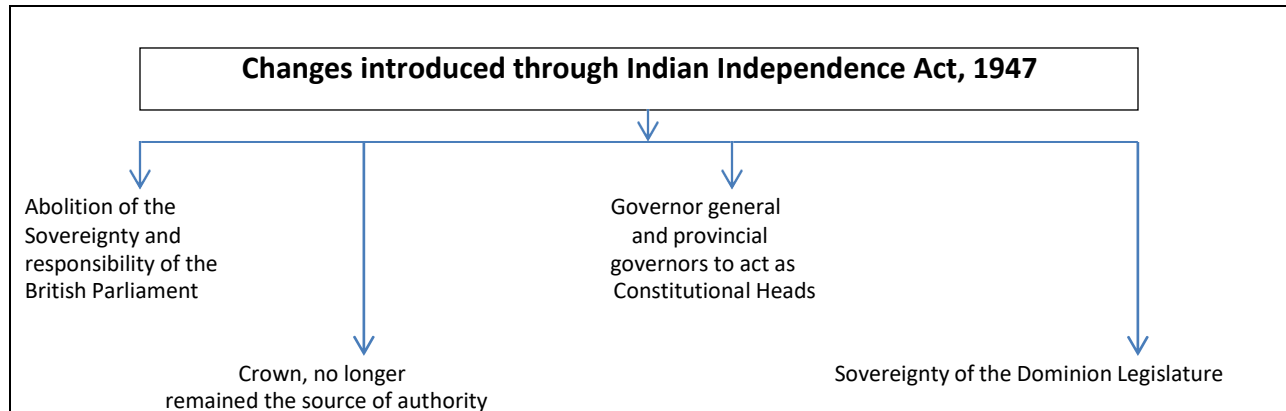 Changes introduced through Indian Independence Act, 1947
Abolition of the
Sovereignty and
responsibility of the
British Parliament
Crown, no longer
remained the source of authority
Governor general
and provincial
governors to act as
Constitutional Heads
Sovereignty of the Dominion Legislature